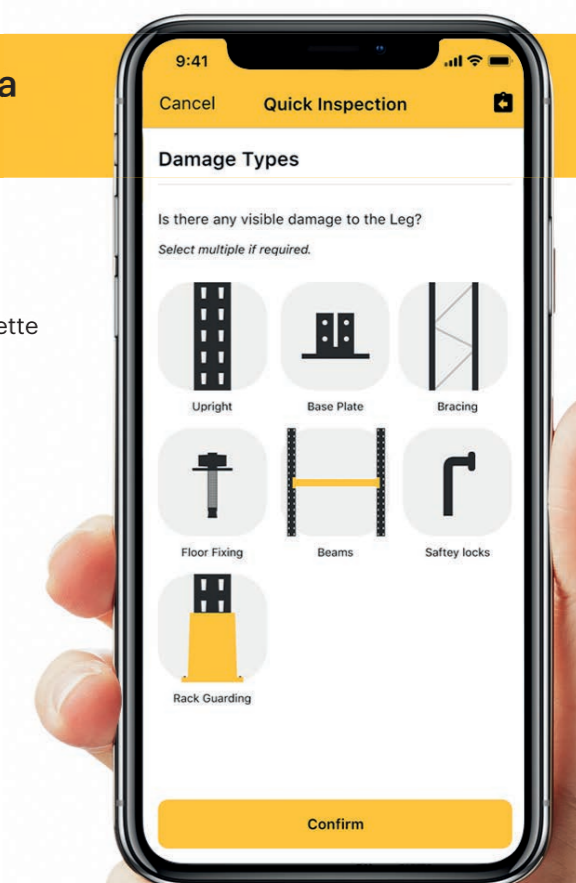 a
ette
9:41
Cancel Quick Inspection
Damage Types
Is there any visible damage to the Leg?
Select multiple if required.
Upright Base Plate Bracing
Floor Fixing Beams Saftey locks
Rack Guarding
Confirm